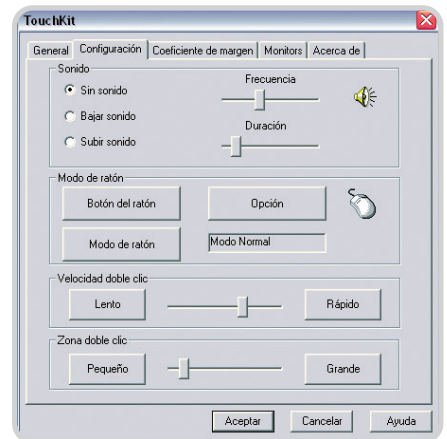 TouchKit
General Configuración Coeficiente de margen Monitors Acerca de
Sonido
Sin sonido
Bajar sonido
Subir sonido
Frecuencia
Duración
Modo de ratón
Botón del ratón Opción
Modo de ratón Modo Normal
Velocidad doble clic
Lento Rápido
Zona doble clic
Pequeño Grande
Aceptar Cancelar Ayuda